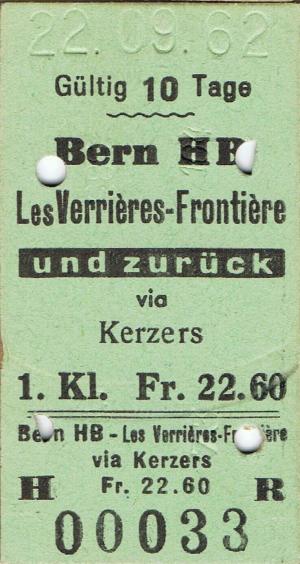 22.09.62
Gültig 10 Tage
Bern HB
Les Verrières-Frontière
und zurück
via
Kerzers
1. Kl. Fr. 22.60
Bern HB - Les Verrières-Frontière
via Kerzers
H Fr. 22.60 R
00033